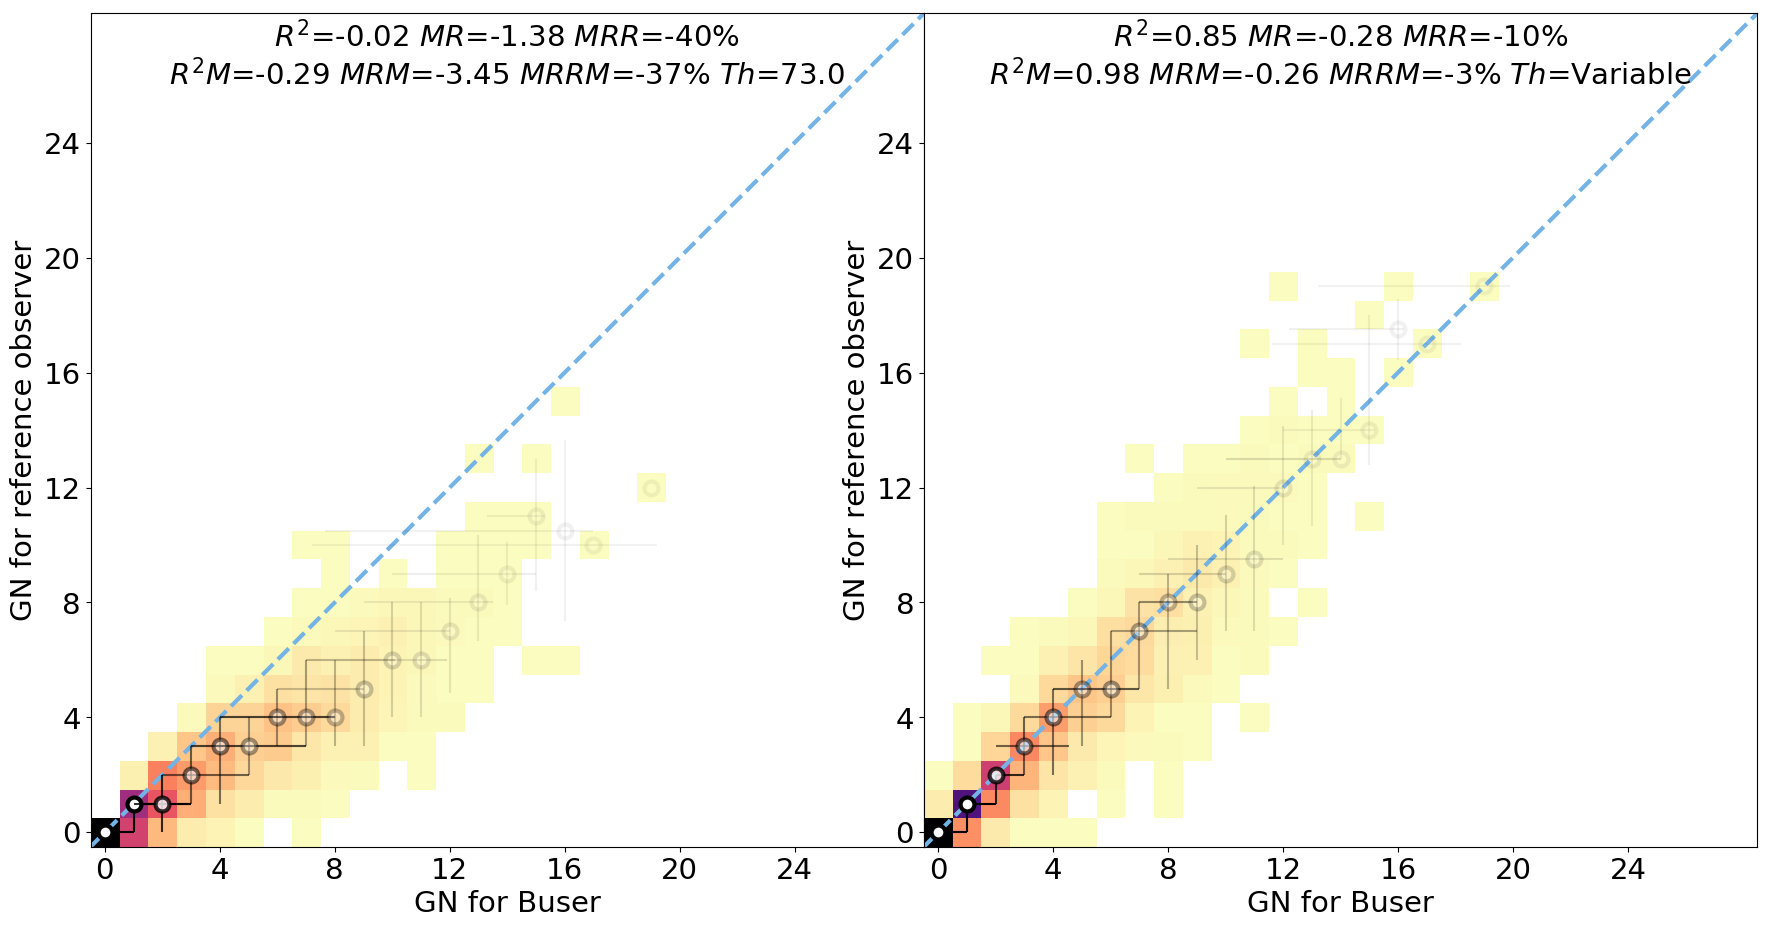 R²=-0.02 MR=-1.38 MRR=-40%
R²M=-0.29 MRM=-3.45 MRRM=-37% Th=73.0
GN for reference observer
24
20
16
12
8
4
0
0 4 8 12 16 20 24
GN for Buser
R²=0.85 MR=-0.28 MRR=-10%
R²M=0.98 MRM=-0.26 MRRM=-3% Th=Variable
GN for reference observer
24
20
16
12
8
4
0
0 4 8 12 16 20 24
GN for Buser